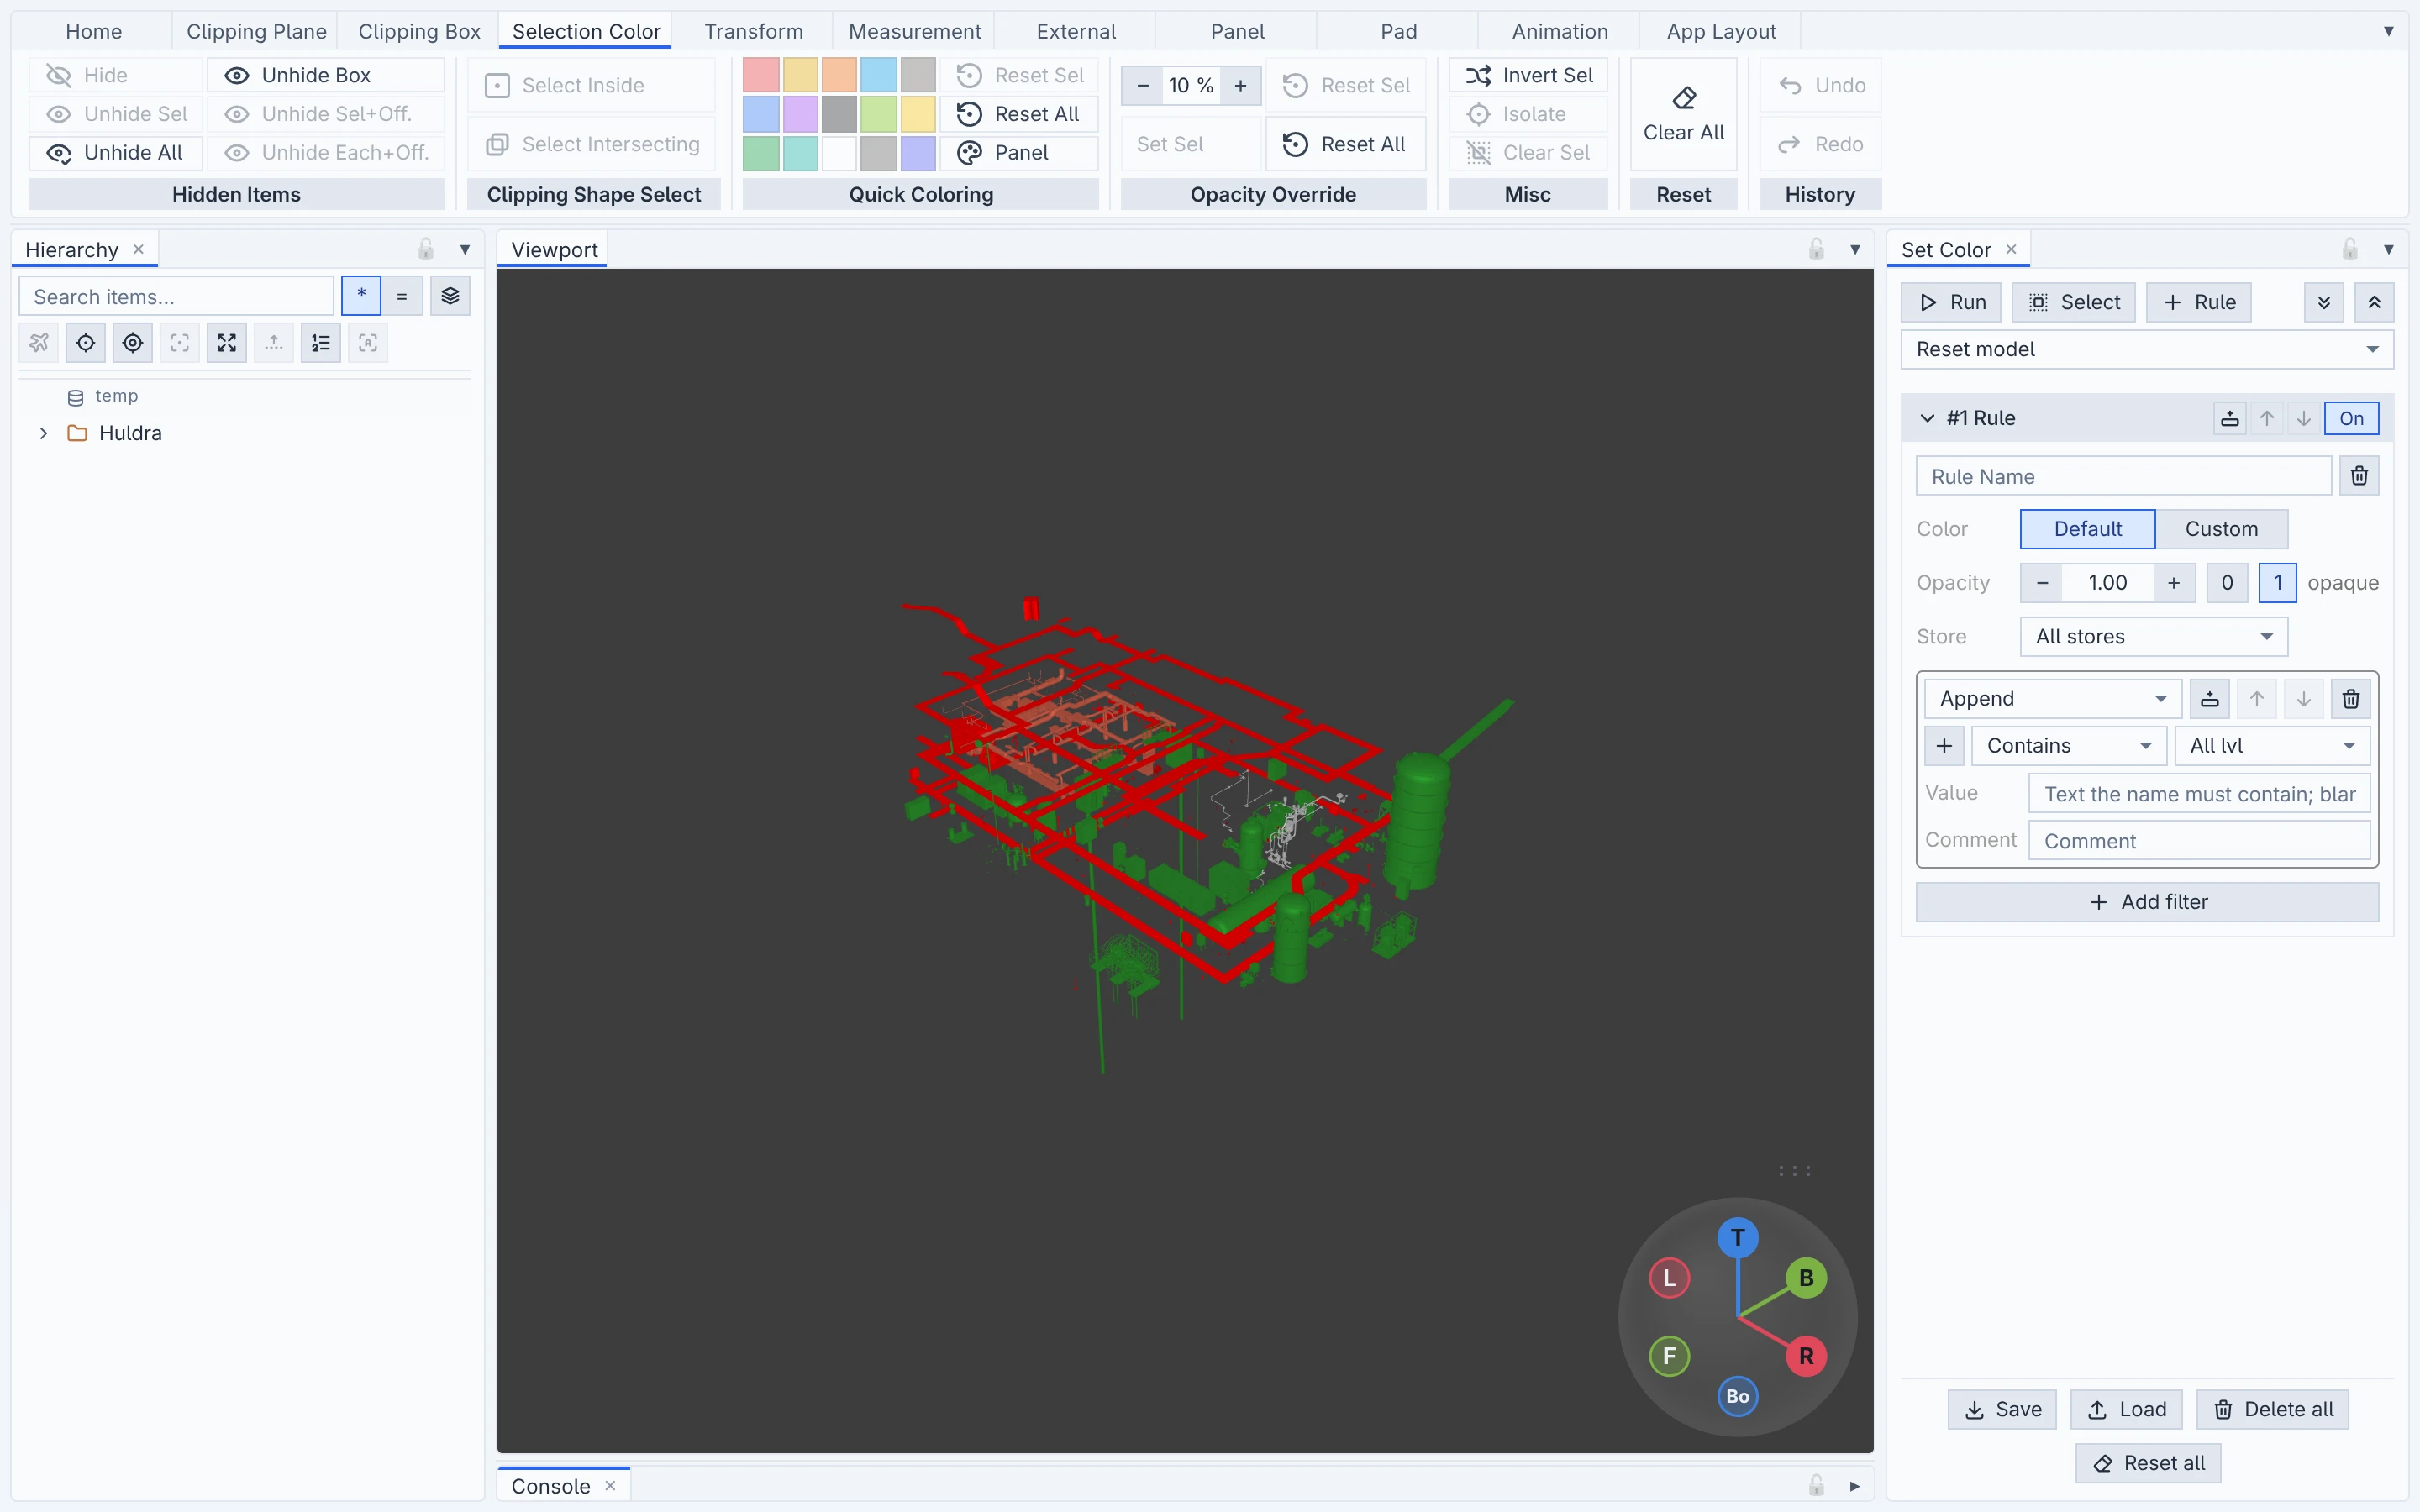 Home Clipping Plane Clipping Box Selection Color Transform Measurement External Panel Pad Animation App Layout
Hide Unhide Box
Unhide Sel Unhide Sel+Off.
Unhide All Unhide Each+Off.
Hidden Items
Select Inside
Select Intersecting
Clipping Shape Select
Reset Sel
Reset All
Panel
Quick Coloring
− 10 % + Reset Sel
Set Sel Reset All
Opacity Override
Invert Sel
Isolate
Clear Sel
Misc
Clear All
Reset
Undo
Redo
History
Hierarchy
Search items... * =
temp
Huldra
Viewport
T
L B
F R
Bo
Console
Set Color
Run Select + Rule
Reset model
#1 Rule On
Rule Name
Color Default Custom
Opacity − 1.00 + 0 1 opaque
Store All stores
Append
+ Contains All lvl
Value Text the name must contain; blar
Comment Comment
+ Add filter
Save Load Delete all
Reset all